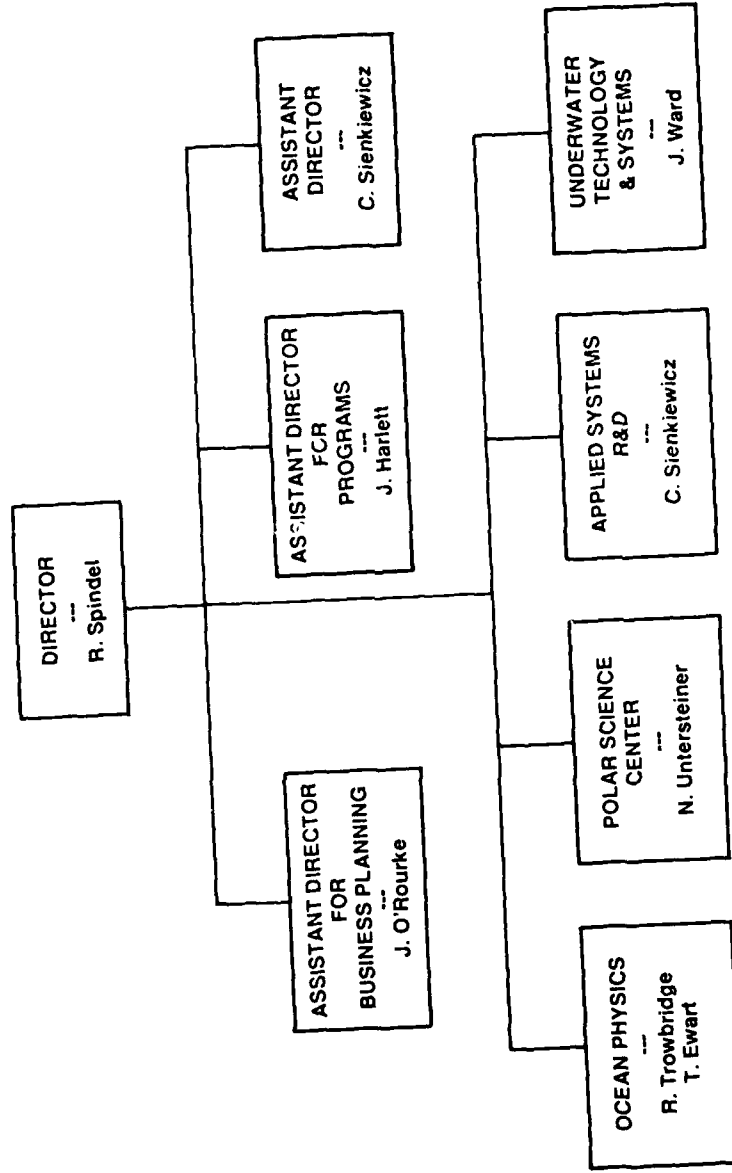 DIRECTOR
---
R. Spindel
ASSISTANT DIRECTOR
FOR
BUSINESS PLANNING
---
J. O'Rourke
ASSISTANT DIRECTOR
FCR
PROGRAMS
---
J. Harlett
ASSISTANT
DIRECTOR
---
C. Sienkiewicz
OCEAN PHYSICS
---
R. Trowbridge
T. Ewart
POLAR SCIENCE
CENTER
---
N. Untersteiner
APPLIED SYSTEMS
R&D
---
C. Sienkiewicz
UNDERWATER
TECHNOLOGY
& SYSTEMS
---
J. Ward